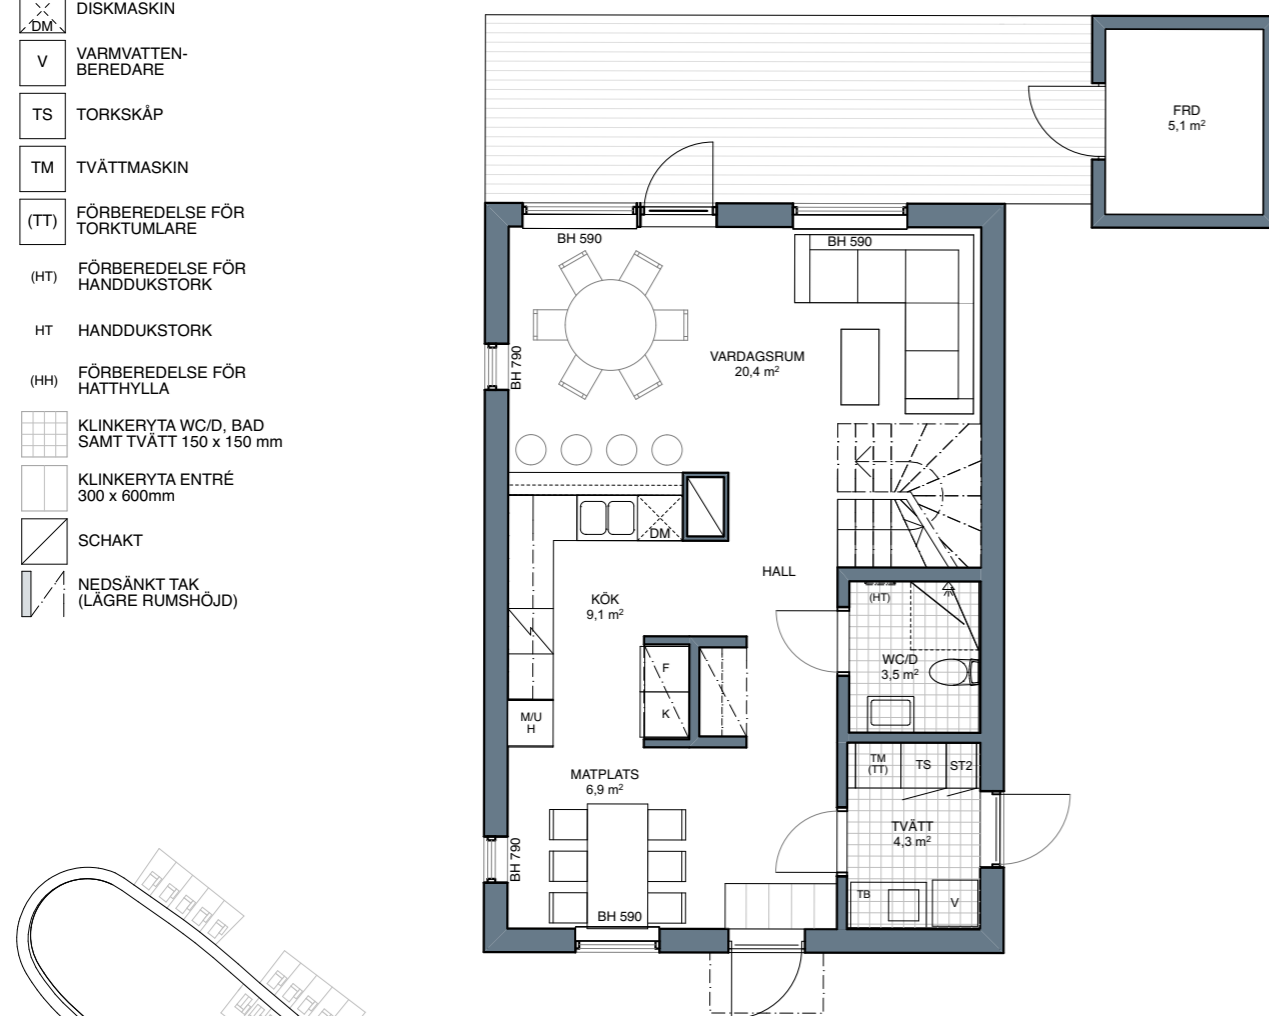 DM
DISKMASKIN
V
VARMVATTEN-
BEREDARE
TS
TORKSKÅP
TM
TVÄTTMASKIN
(TT)
FÖRBEREDELSE FÖR
TORKTUMLARE
(HT)
FÖRBEREDELSE FÖR
HANDDUKSTORK
HT
HANDDUKSTORK
(HH)
FÖRBEREDELSE FÖR
HATTHYLLA
KLINKERYTA WC/D, BAD
SAMT TVÄTT 150 x 150 mm
KLINKERYTA ENTRÉ
300 x 600mm
SCHAKT
NEDSÄNKT TAK
(LÄGRE RUMSHÖJD)
FRD
5,1 m²
BH 590
BH 590
BH 790
VARDAGSRUM
20,4 m²
DM
HALL
KÖK
9,1 m²
(HT)
WC/D
3,5 m²
F
K
M/U
H
MATPLATS
6,9 m²
TM
(TT)
TS
ST2
TVÄTT
4,3 m²
BH 790
TB
V
BH 590